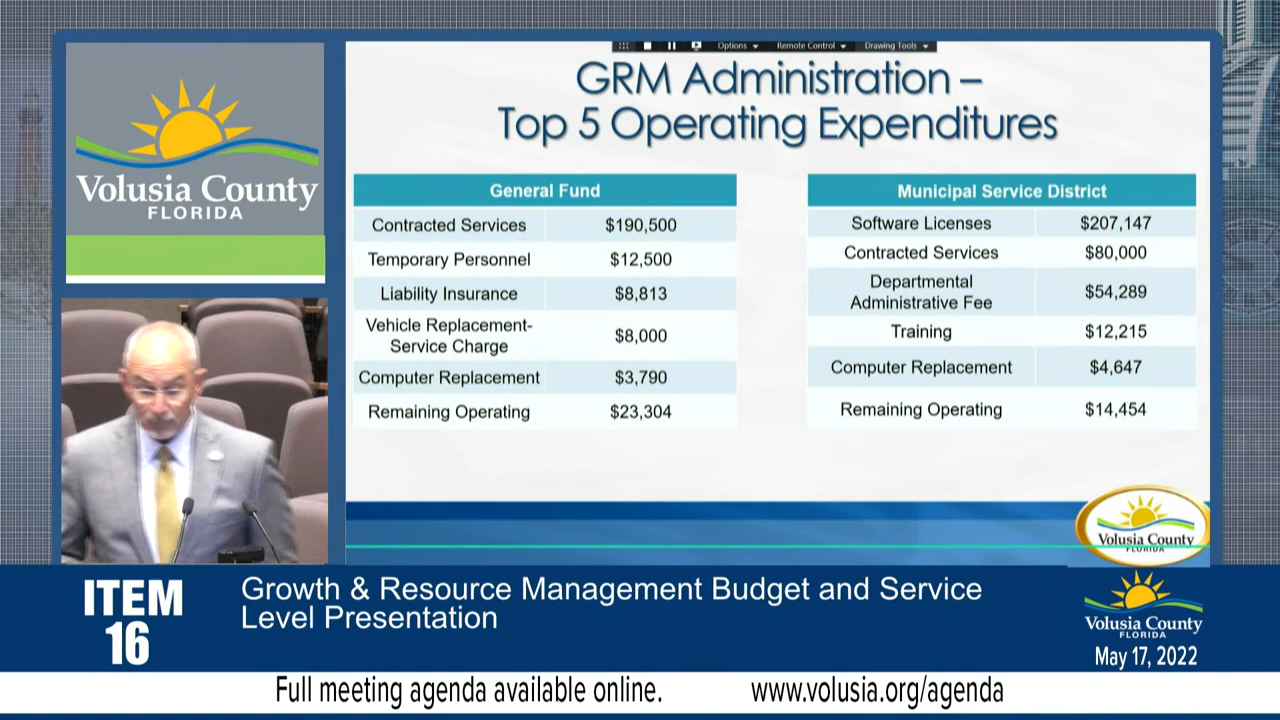 Options
Remote Control
Drawing Tools
GRM Administration –
Top 5 Operating Expenditures
Volusia County
FLORIDA
General Fund
Contracted Services $190,500
Temporary Personnel $12,500
Liability Insurance $8,813
Vehicle Replacement-
Service Charge $8,000
Computer Replacement $3,790
Remaining Operating $23,304
Municipal Service District
Software Licenses $207,147
Contracted Services $80,000
Departmental
Administrative Fee $54,289
Training $12,215
Computer Replacement $4,647
Remaining Operating $14,454
Volusia County
FLORIDA
ITEM
16
Growth & Resource Management Budget and Service
Level Presentation
Volusia County
FLORIDA
May 17, 2022
Full meeting agenda available online. www.volusia.org/agenda